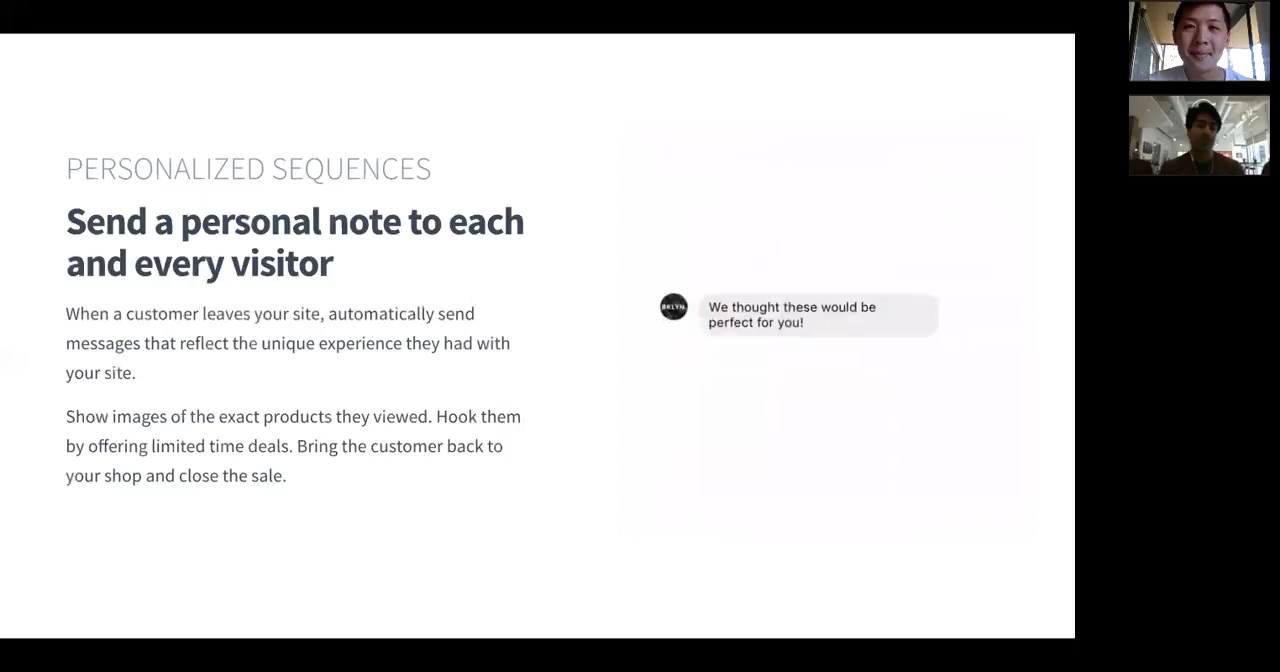 PERSONALIZED SEQUENCES
Send a personal note to each
and every visitor
When a customer leaves your site, automatically send
messages that reflect the unique experience they had with
your site.
Show images of the exact products they viewed. Hook them
by offering limited time deals. Bring the customer back to
your shop and close the sale.
BKLYN.
We thought these would be
perfect for you!